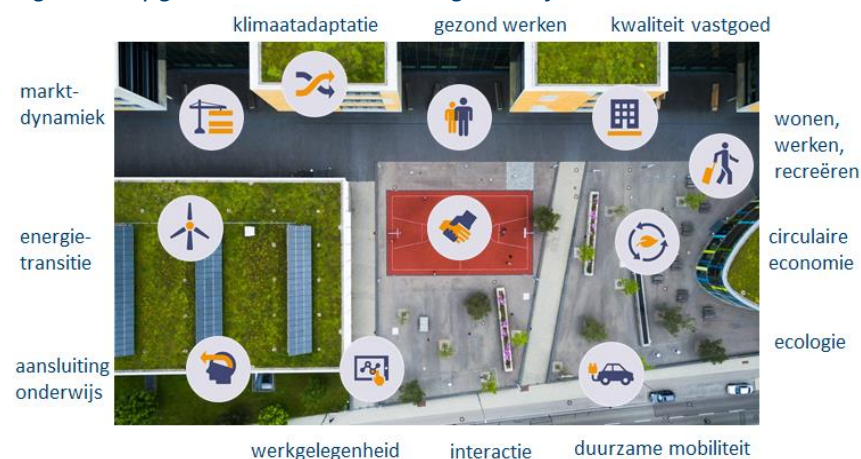 klimaatadaptatie
gezond werken
kwaliteit vastgoed
markt-
dynamiek
wonen,
werken,
recreëren
energie-
transitie
circulaire
economie
ecologie
aansluiting
onderwijs
werkgelegenheid
interactie
duurzame mobiliteit